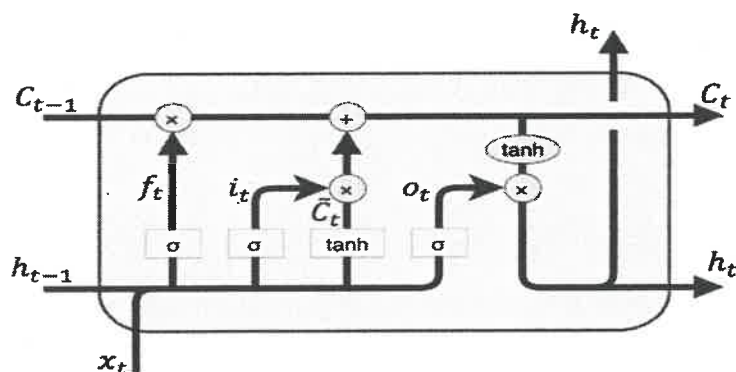 h_t
C_{t-1} × + C_t
tanh
f_t i_t × o_t ×
C̃_t
σ σ tanh σ
h_{t-1} h_t
x_t